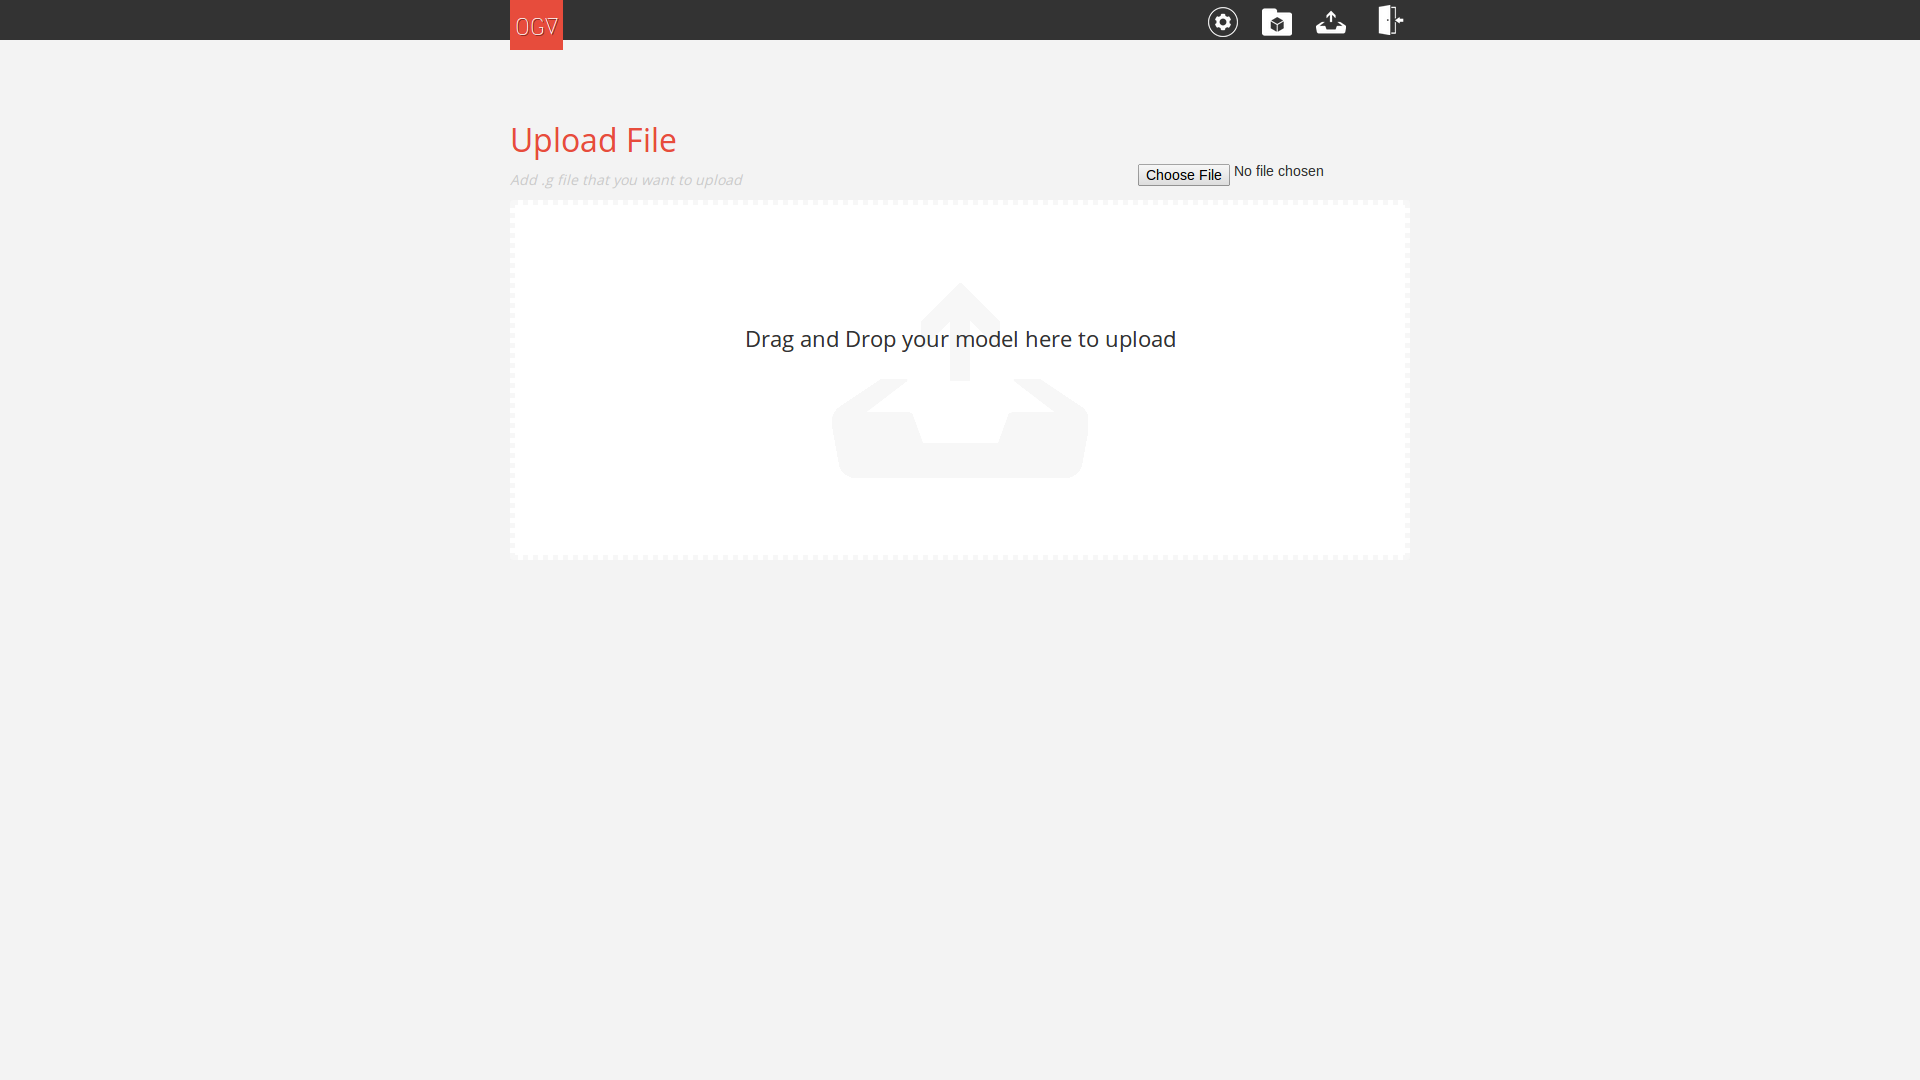 OGV
Upload File
Add .g file that you want to upload
Choose File No file chosen
Drag and Drop your model here to upload